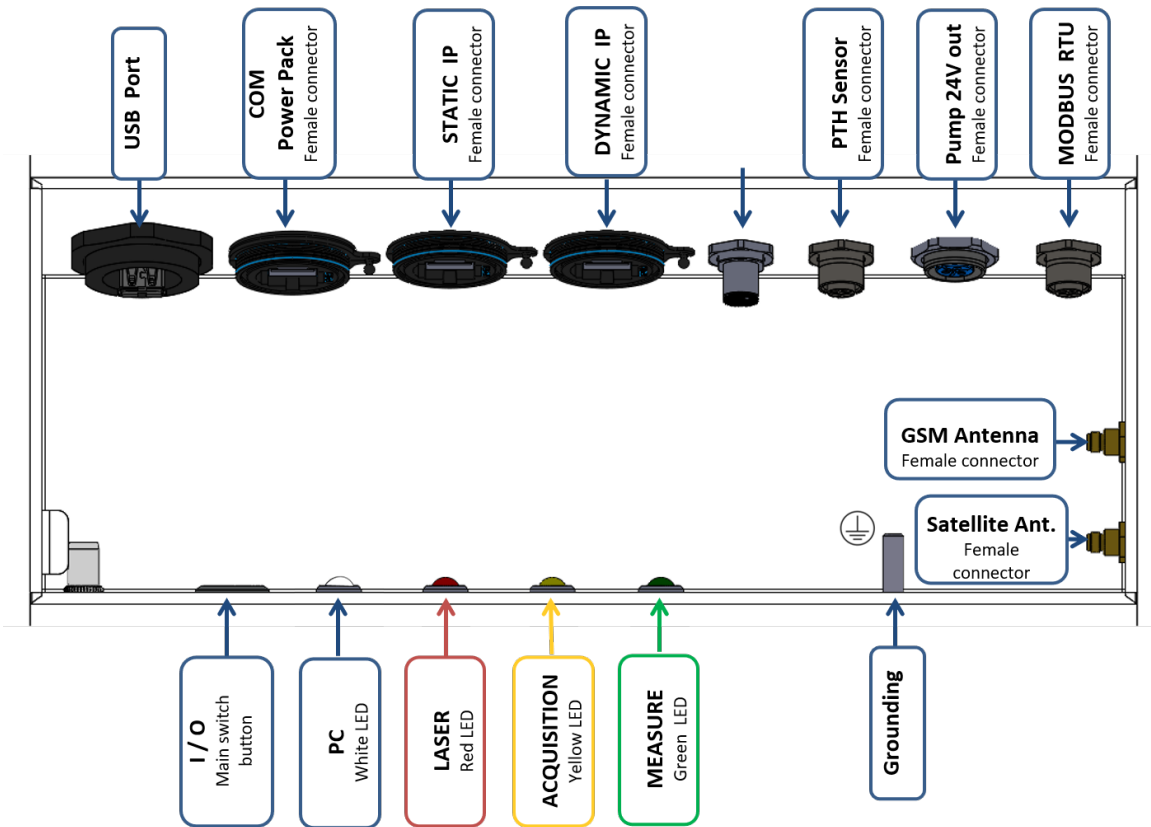 USB Port
COM
Power Pack
Female connector
STATIC IP
Female connector
DYNAMIC IP
Female connector
PTH Sensor
Female connector
Pump 24V out
Female connector
MODBUS RTU
Female connector
GSM Antenna
Female connector
Satellite Ant.
Female
connector
I / O
Main switch
button
PC
White LED
LASER
Red LED
ACQUISITION
Yellow LED
MEASURE
Green LED
Grounding